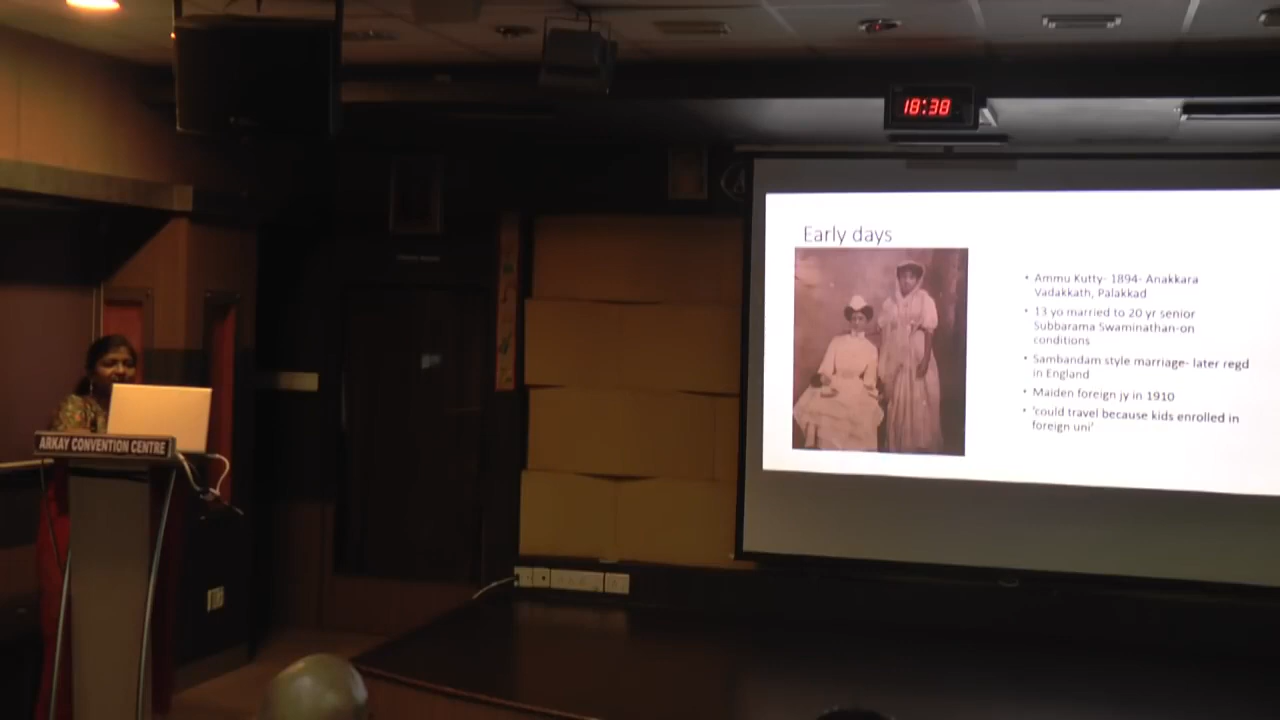 18:38
Early days
• Ammu Kutty- 1894- Anakkara
Vadakkath, Palakkad
• 13 yo married to 20 yr senior
Subbarama Swaminathan-on
conditions
• Sambandam style marriage- later regd
in England
• Maiden foreign jy in 1910
• 'could travel because kids enrolled in
foreign uni'
ARKAY CONVENTION CENTRE